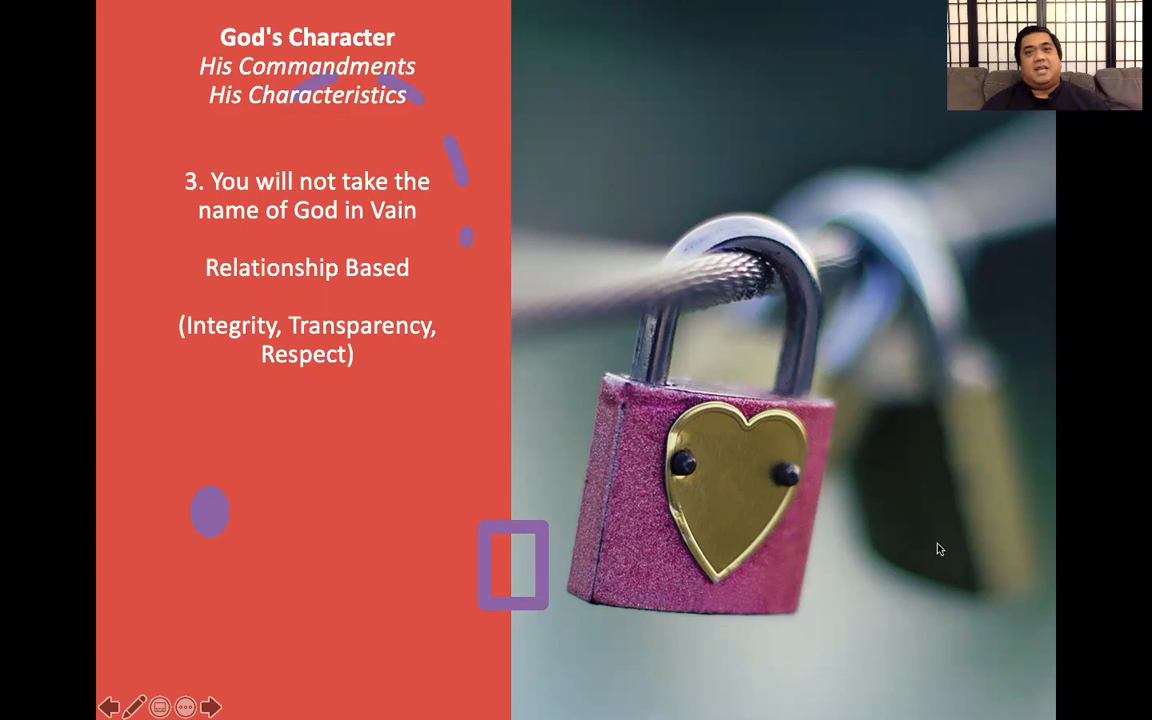 God's Character
His Commandments
His Characteristics
3. You will not take the
name of God in Vain
Relationship Based
(Integrity, Transparency,
Respect)